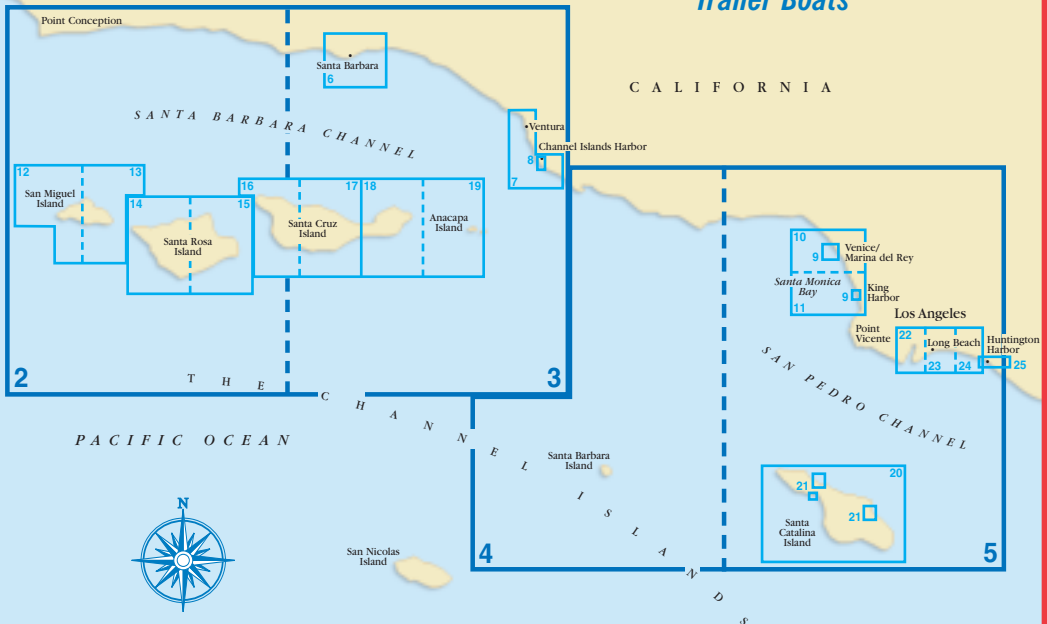 Trailer Boats
Point Conception
Santa Barbara
6
CALIFORNIA
SANTA BARBARA CHANNEL
Ventura
Channel Islands Harbor
8
7
12
13
San Miguel
Island
14
15
Santa Rosa
Island
16
17
18
19
Santa Cruz
Island
Anacapa
Island
10
9
Venice/
Marina del Rey
Santa Monica
Bay
9
King
Harbor
11
Los Angeles
Point
Vicente
22
Long Beach
23
24
Huntington
Harbor
25
2
3
THE CHANNEL ISLANDS
PACIFIC OCEAN
SAN PEDRO CHANNEL
Santa Barbara
Island
20
21
21
Santa
Catalina
Island
4
5
San Nicolas
Island
N